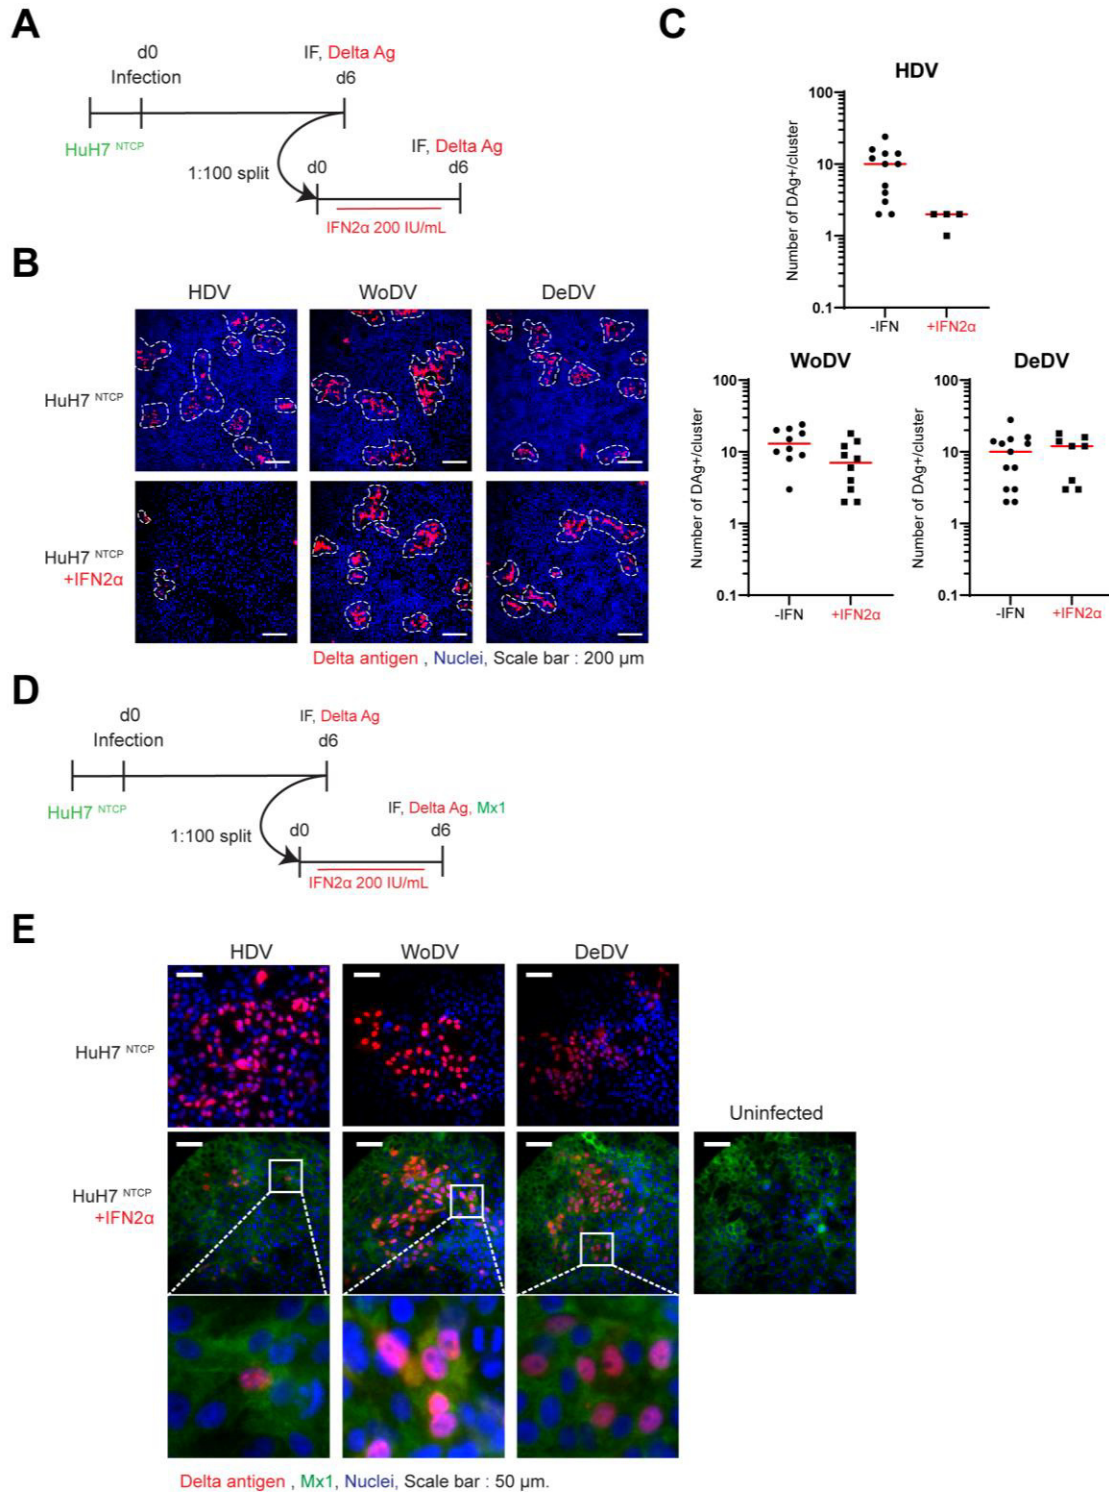 A
d0
Infection
IF, Delta Ag
d6
HuH7 NTCP
1:100 split
d0
IF, Delta Ag
d6
IFN2α 200 IU/mL
B
HDV WoDV DeDV
HuH7 NTCP
HuH7 NTCP
+IFN2α
Delta antigen , Nuclei, Scale bar : 200 µm
C
HDV
Number of DAg+/cluster
100
10
1
0.1
-IFN +IFN2α
WoDV
Number of DAg+/cluster
100
10
1
0.1
-IFN +IFN2α
DeDV
Number of DAg+/cluster
100
10
1
0.1
-IFN +IFN2α
D
d0
Infection
IF, Delta Ag
d6
HuH7 NTCP
1:100 split
d0
IF, Delta Ag, Mx1
d6
IFN2α 200 IU/mL
E
HDV WoDV DeDV
HuH7 NTCP
Uninfected
HuH7 NTCP
+IFN2α
Delta antigen , Mx1, Nuclei, Scale bar : 50 µm.